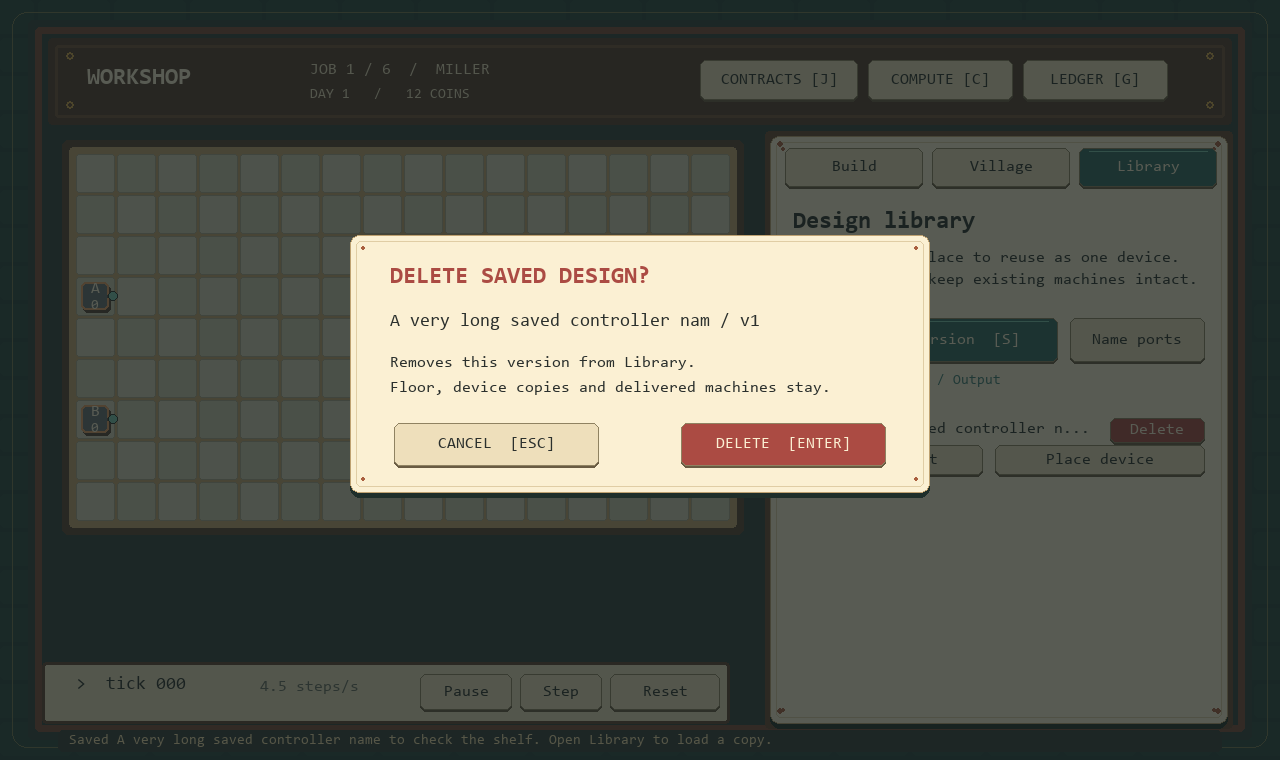 WORKSHOP
JOB 1 / 6 / MILLER
DAY 1 / 12 COINS
CONTRACTS [J]
COMPUTE [C]
LEDGER [G]
Build
Village
Library
Design library
lace to reuse as one device.
keep existing machines intact.
rsion [S]
Name ports
/ Output
ed controller n...
Delete
t
Place device
A
0
B
0
DELETE SAVED DESIGN?
A very long saved controller nam / v1
Removes this version from Library.
Floor, device copies and delivered machines stay.
CANCEL [ESC]
DELETE [ENTER]
> tick 000
4.5 steps/s
Pause
Step
Reset
Saved A very long saved controller name to check the shelf. Open Library to load a copy.